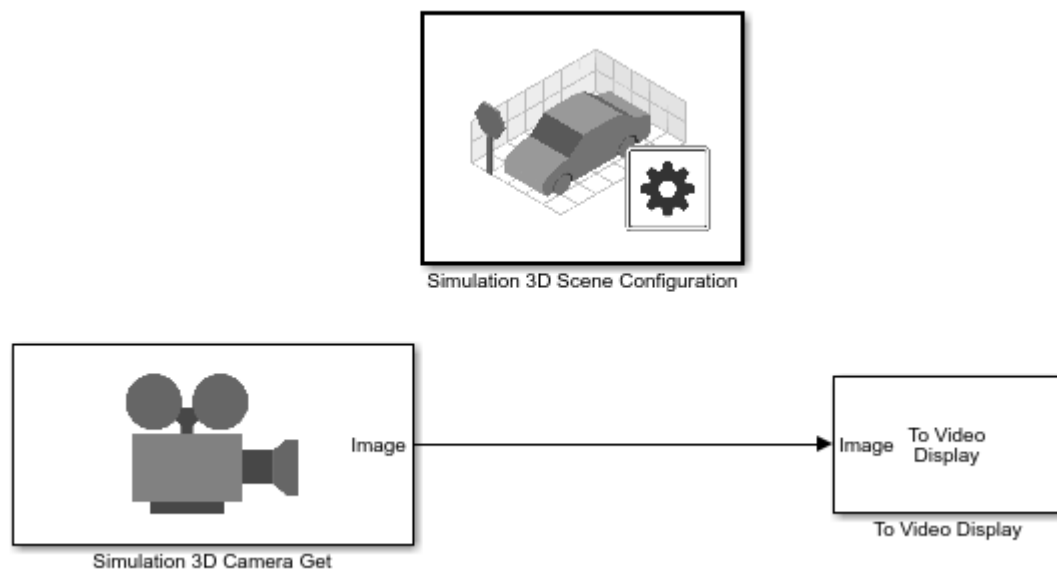 Simulation 3D Scene Configuration
Image
Image
To Video
Display
To Video Display
Simulation 3D Camera Get